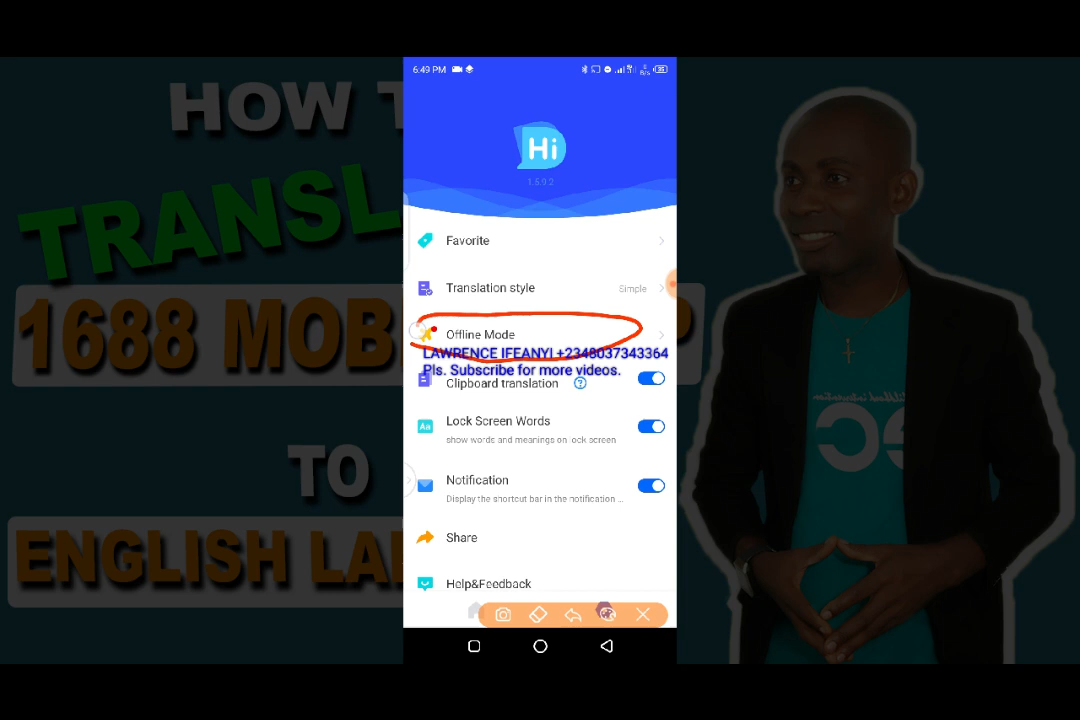 HOW T
TRANSL
1688 MOB
P
TO
ENGLISH LA
6:49 PM
Hi
1.5.9.2
Favorite
Translation style
Simple
Offline Mode
LAWRENCE IFEANYI +2348037343364
Pls. Subscribe for more videos.
Clipboard translation
Aa
Lock Screen Words
show words and meanings on lock screen
Notification
Display the shortcut bar in the notification ...
Share
Help&Feedback